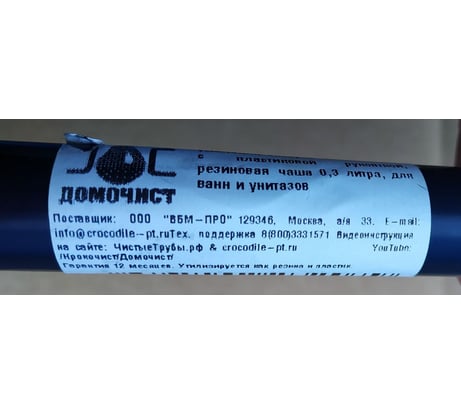 с пластиковой
резиновая чаша 0,3 литра, для
ванн и унитазов
ДОМОЧИСТ
Поставщик: ООО "ВБМ-ПРО" 129346, Москва, а/я 33. E-mail:
info@crocodile-pt.ruТех. поддержка 8(800)3331571 Видеоинструкция
на сайте: ЧистыеТрубы.рф & crocodile-pt.ru YouTube:
/Крокочист/Домочист/
Гарантия 12 месяцев. Утилизируется как резина и пластик.